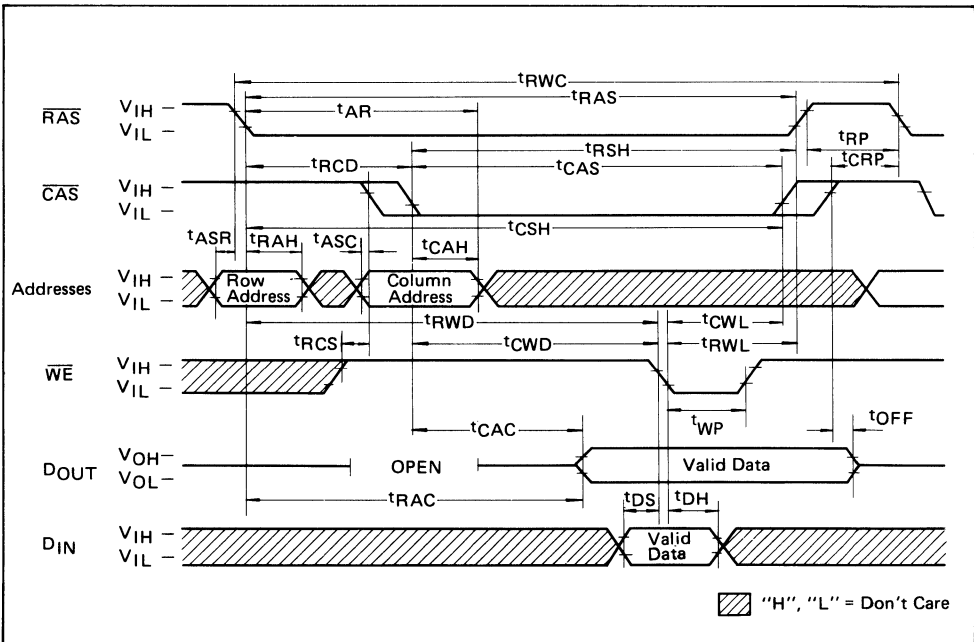 tRWC
tRAS
tAR
RAS
VIH
VIL
tRP
tRSH
tCRP
tRCD
tCAS
CAS
VIH
VIL
tCSH
tASR
tRAH
tASC
tCAH
Addresses
VIH
VIL
Row
Address
Column
Address
tRWD
tCWL
tRCS
tCWD
tRWL
WE
VIH
VIL
tWP
tCAC
tOFF
DOUT
VOH
VOL
OPEN
Valid Data
tRAC
tDS
tDH
DIN
VIH
VIL
Valid
Data
"H", "L" = Don't Care